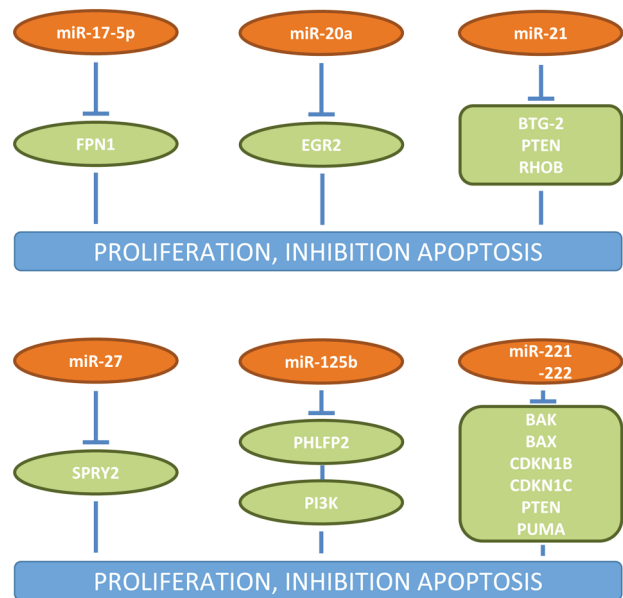 miR-17-5p
miR-20a
miR-21
FPN1
EGR2
BTG-2
PTEN
RHOB
PROLIFERATION, INHIBITION APOPTOSIS
miR-27
miR-125b
miR-221
-222
SPRY2
PHLFP2
PI3K
BAK
BAX
CDKN1B
CDKN1C
PTEN
PUMA
PROLIFERATION, INHIBITION APOPTOSIS